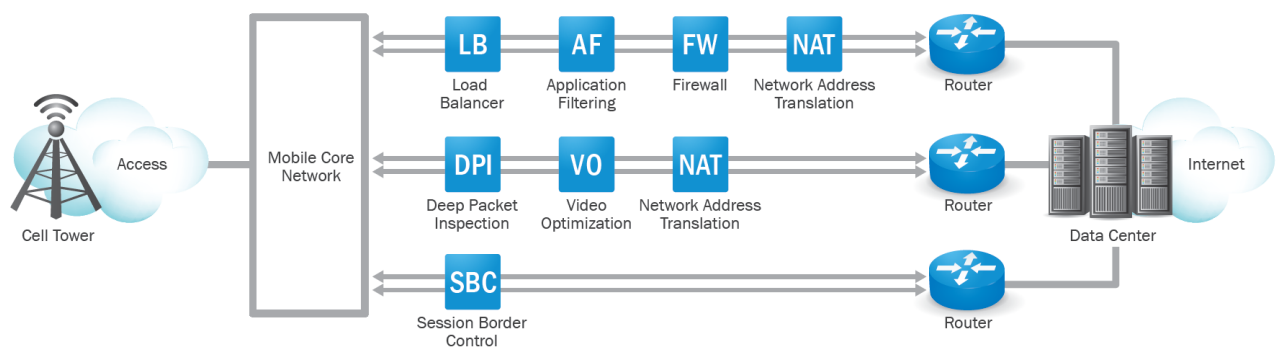 LB
AF
FW
NAT
Load
Balancer
Application
Filtering
Firewall
Network Address
Translation
Router
Access
Cell Tower
Mobile Core
Network
DPI
VO
NAT
Deep Packet
Inspection
Video
Optimization
Network Address
Translation
Router
Internet
Data Center
SBC
Session Border
Control
Router